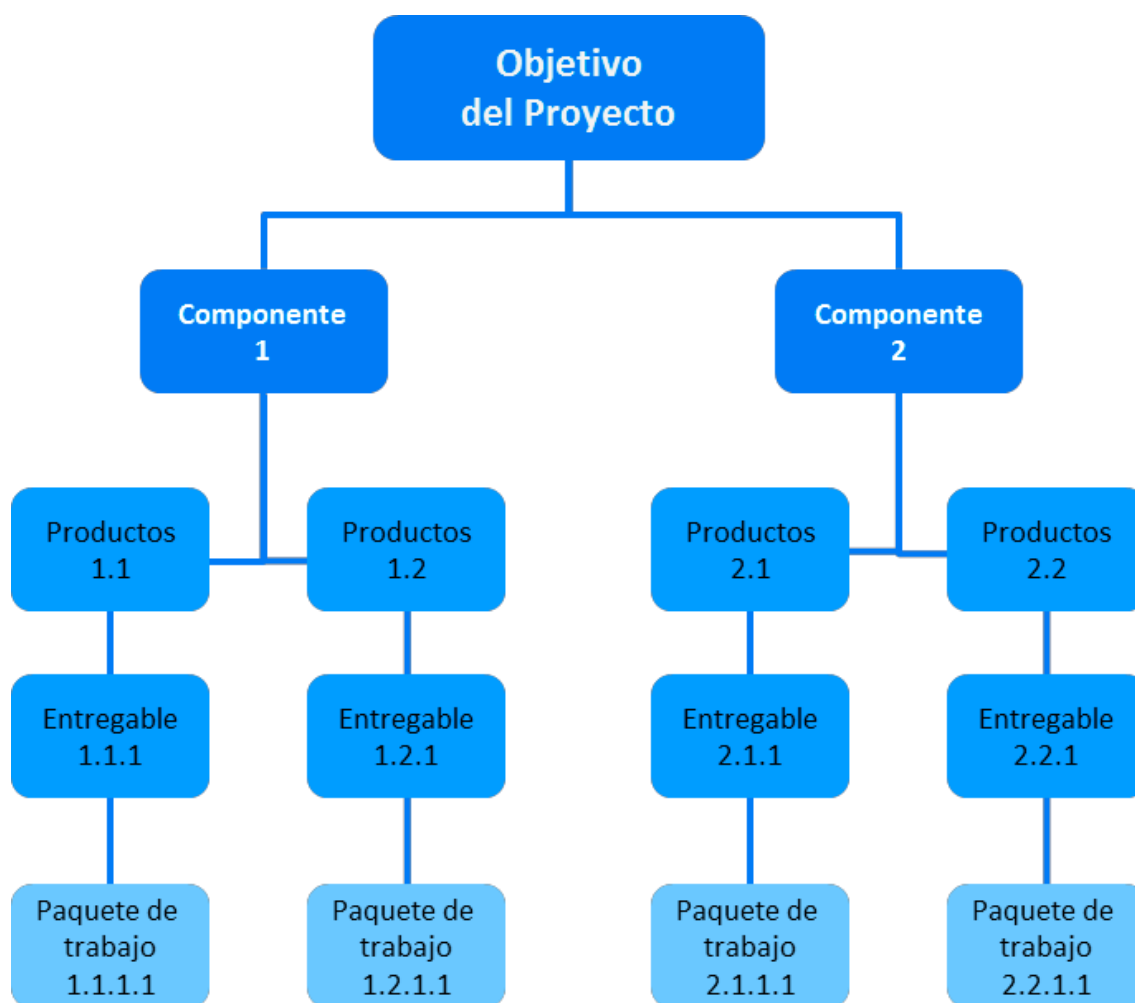 Objetivo
del Proyecto
Componente
1
Componente
2
Productos
1.1
Productos
1.2
Productos
2.1
Productos
2.2
Entregable
1.1.1
Entregable
1.2.1
Entregable
2.1.1
Entregable
2.2.1
Paquete de
trabajo
1.1.1.1
Paquete de
trabajo
1.2.1.1
Paquete de
trabajo
2.1.1.1
Paquete de
trabajo
2.2.1.1